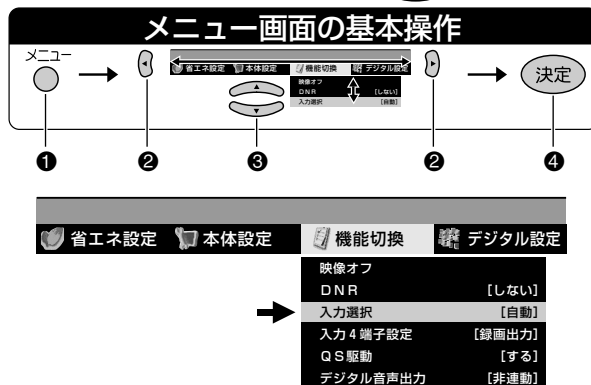 メニュー画面の基本操作
メニュー
省エネ設定 本体設定 機能切換 デジタル設定
映像オフ
DNR [しない]
入力選択 [自動]
決定
❶ ❷ ❸ ❷ ❹
省エネ設定 本体設定 機能切換 デジタル設定
映像オフ
DNR [しない]
入力選択 [自動]
入力4端子設定 [録画出力]
QS駆動 [する]
デジタル音声出力 [非連動]